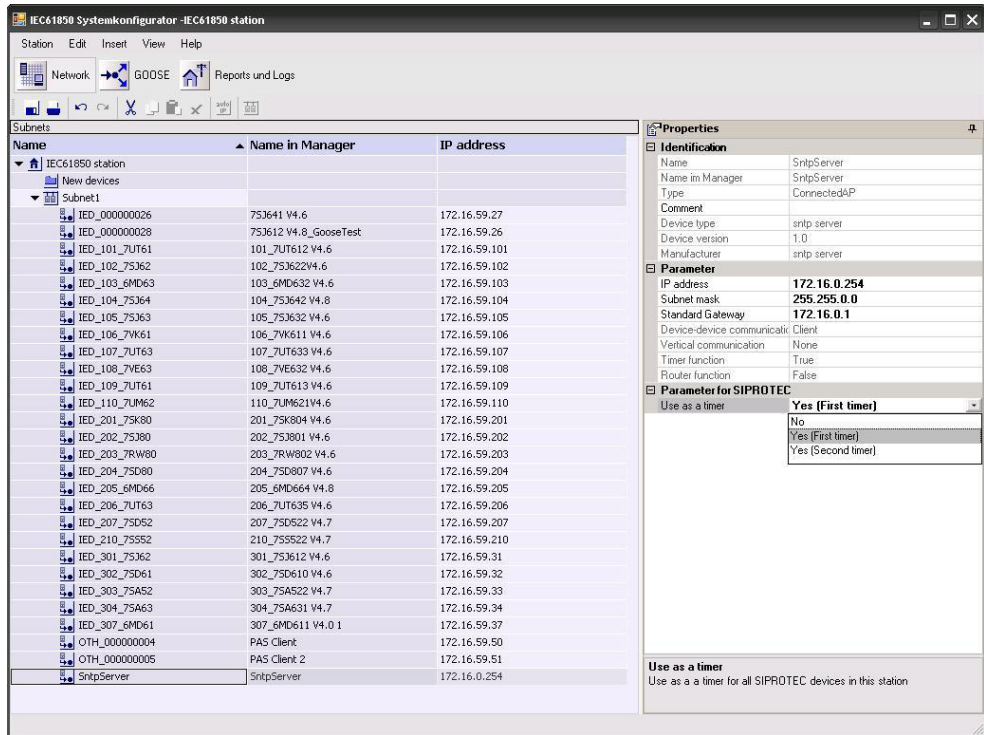 IEC61850 Systemkonfigurator -IEC61850 station
Station Edit Insert View Help
Network GOOSE Reports und Logs
Subnets
Name Name in Manager IP address
IEC61850 station
New devices
Subnet1
IED_000000026 7SJ641 V4.6 172.16.59.27
IED_000000028 7SJ612 V4.8_GooseTest 172.16.59.26
IED_101_7UT61 101_7UT612 V4.6 172.16.59.101
IED_102_7SJ62 102_7SJ622V4.6 172.16.59.102
IED_103_6MD63 103_6MD632 V4.6 172.16.59.103
IED_104_7SJ64 104_7SJ642 V4.8 172.16.59.104
IED_105_7SJ63 105_7SJ632 V4.6 172.16.59.105
IED_106_7VK61 106_7VK611 V4.6 172.16.59.106
IED_107_7UT63 107_7UT633 V4.6 172.16.59.107
IED_108_7VE63 108_7VE632 V4.6 172.16.59.108
IED_109_7UT61 109_7UT613 V4.6 172.16.59.109
IED_110_7UM62 110_7UM621V4.6 172.16.59.110
IED_201_7SK80 201_7SK804 V4.6 172.16.59.201
IED_202_7SJ80 202_7SJ801 V4.6 172.16.59.202
IED_203_7RW80 203_7RW802 V4.6 172.16.59.203
IED_204_7SD80 204_7SD807 V4.6 172.16.59.204
IED_205_6MD66 205_6MD664 V4.8 172.16.59.205
IED_206_7UT63 206_7UT635 V4.6 172.16.59.206
IED_207_7SD52 207_7SD522 V4.7 172.16.59.207
IED_210_7SS52 210_7SS522 V4.7 172.16.59.210
IED_301_7SJ62 301_7SJ612 V4.6 172.16.59.31
IED_302_7SD61 302_7SD610 V4.6 172.16.59.32
IED_303_7SA52 303_7SA522 V4.7 172.16.59.33
IED_304_7SA63 304_7SA631 V4.7 172.16.59.34
IED_307_6MD61 307_6MD611 V4.0 1 172.16.59.37
OTH_000000004 PAS Client 172.16.59.50
OTH_000000005 PAS Client 2 172.16.59.51
SntpServer SntpServer 172.16.0.254
Properties
Identification
Name SntpServer
Name im Manager SntpServer
Type ConnectedAP
Comment
Device type sntp server
Device version 1.0
Manufacturer sntp server
Parameter
IP address 172.16.0.254
Subnet mask 255.255.0.0
Standard Gateway 172.16.0.1
Device-device communicatic Client
Vertical communication None
Timer function True
Router function False
Parameter for SIPROTEC
Use as a timer Yes (First timer)
No
Yes (First timer)
Yes (Second timer)
Use as a timer
Use as a a timer for all SIPROTEC devices in this station